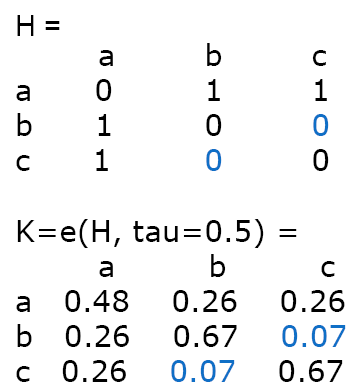 H =
a b c
a 0 1 1
b 1 0 0
c 1 0 0
K=e(H, tau=0.5) =
a b c
a 0.48 0.26 0.26
b 0.26 0.67 0.07
c 0.26 0.07 0.67